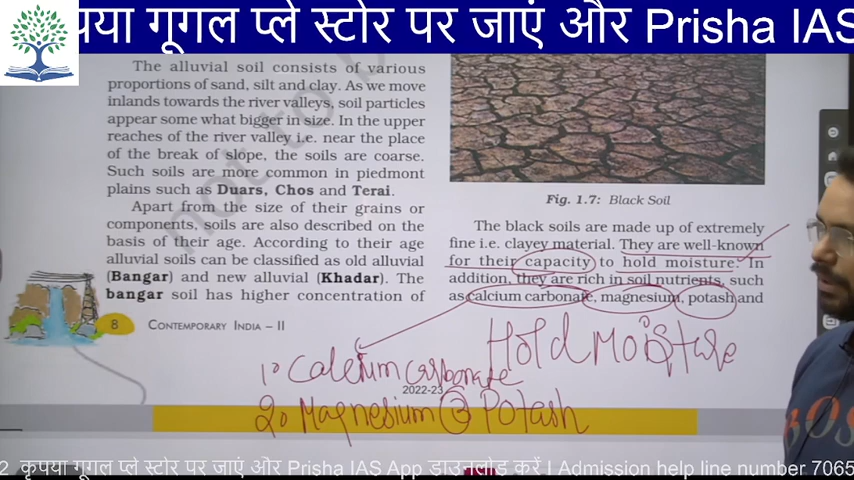 कृपया गूगल प्ले स्टोर पर जाएं और Prisha IAS
The alluvial soil consists of various
proportions of sand, silt and clay. As we move
inlands towards the river valleys, soil particles
appear some what bigger in size. In the upper
reaches of the river valley i.e. near the place
of the break of slope, the soils are coarse.
Such soils are more common in piedmont
plains such as Duars, Chos and Terai.
Apart from the size of their grains or
components, soils are also described on the
basis of their age. According to their age
alluvial soils can be classified as old alluvial
(Bangar) and new alluvial (Khadar). The
bangar soil has higher concentration of
8 CONTEMPORARY INDIA – II
Fig. 1.7: Black Soil
The black soils are made up of extremely
fine i.e. clayey material. They are well-known
for their capacity to hold moisture. In
addition, they are rich in soil nutrients, such
as calcium carbonate, magnesium, potash and
Hold Moisture
1. Calcium carbonate
2022-23
2. Magnesium 3 Potash
not to
2 कृपया गूगल प्ले स्टोर पर जाएं और Prisha IAS App डाउनलोड करें I Admission help line number 7065